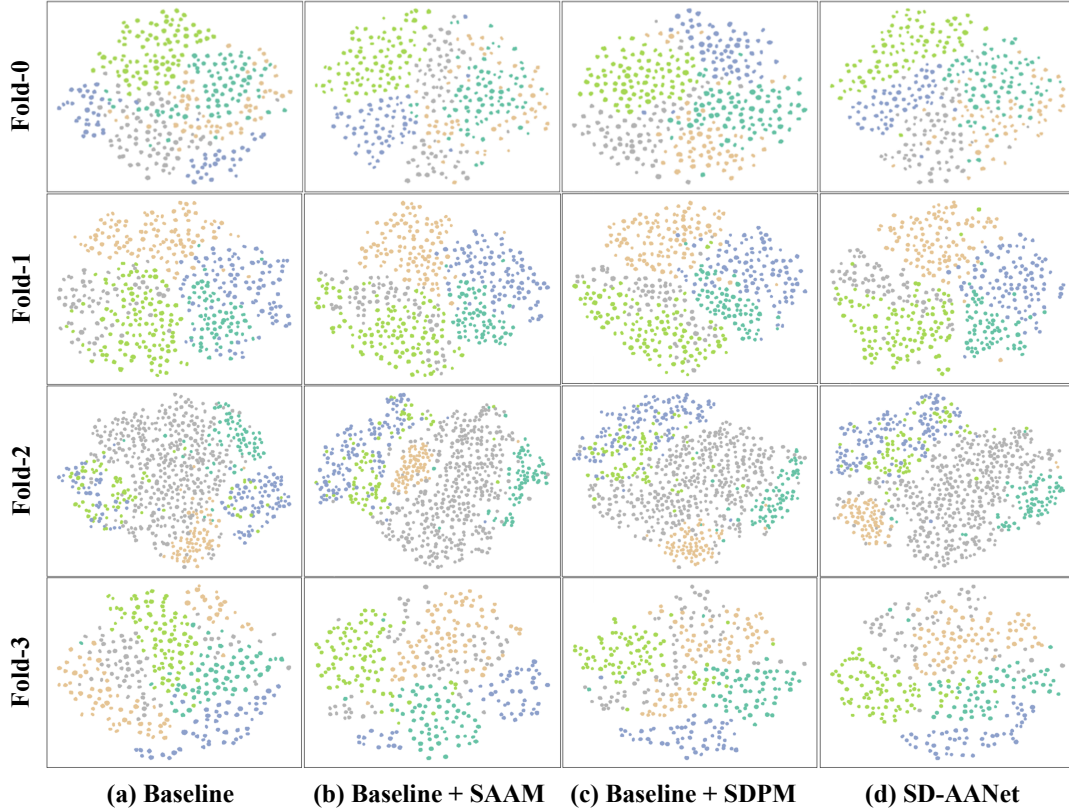 Fold-0
Fold-1
Fold-2
Fold-3
(a) Baseline
(b) Baseline + SAAM
(c) Baseline + SDPM
(d) SD-AANet